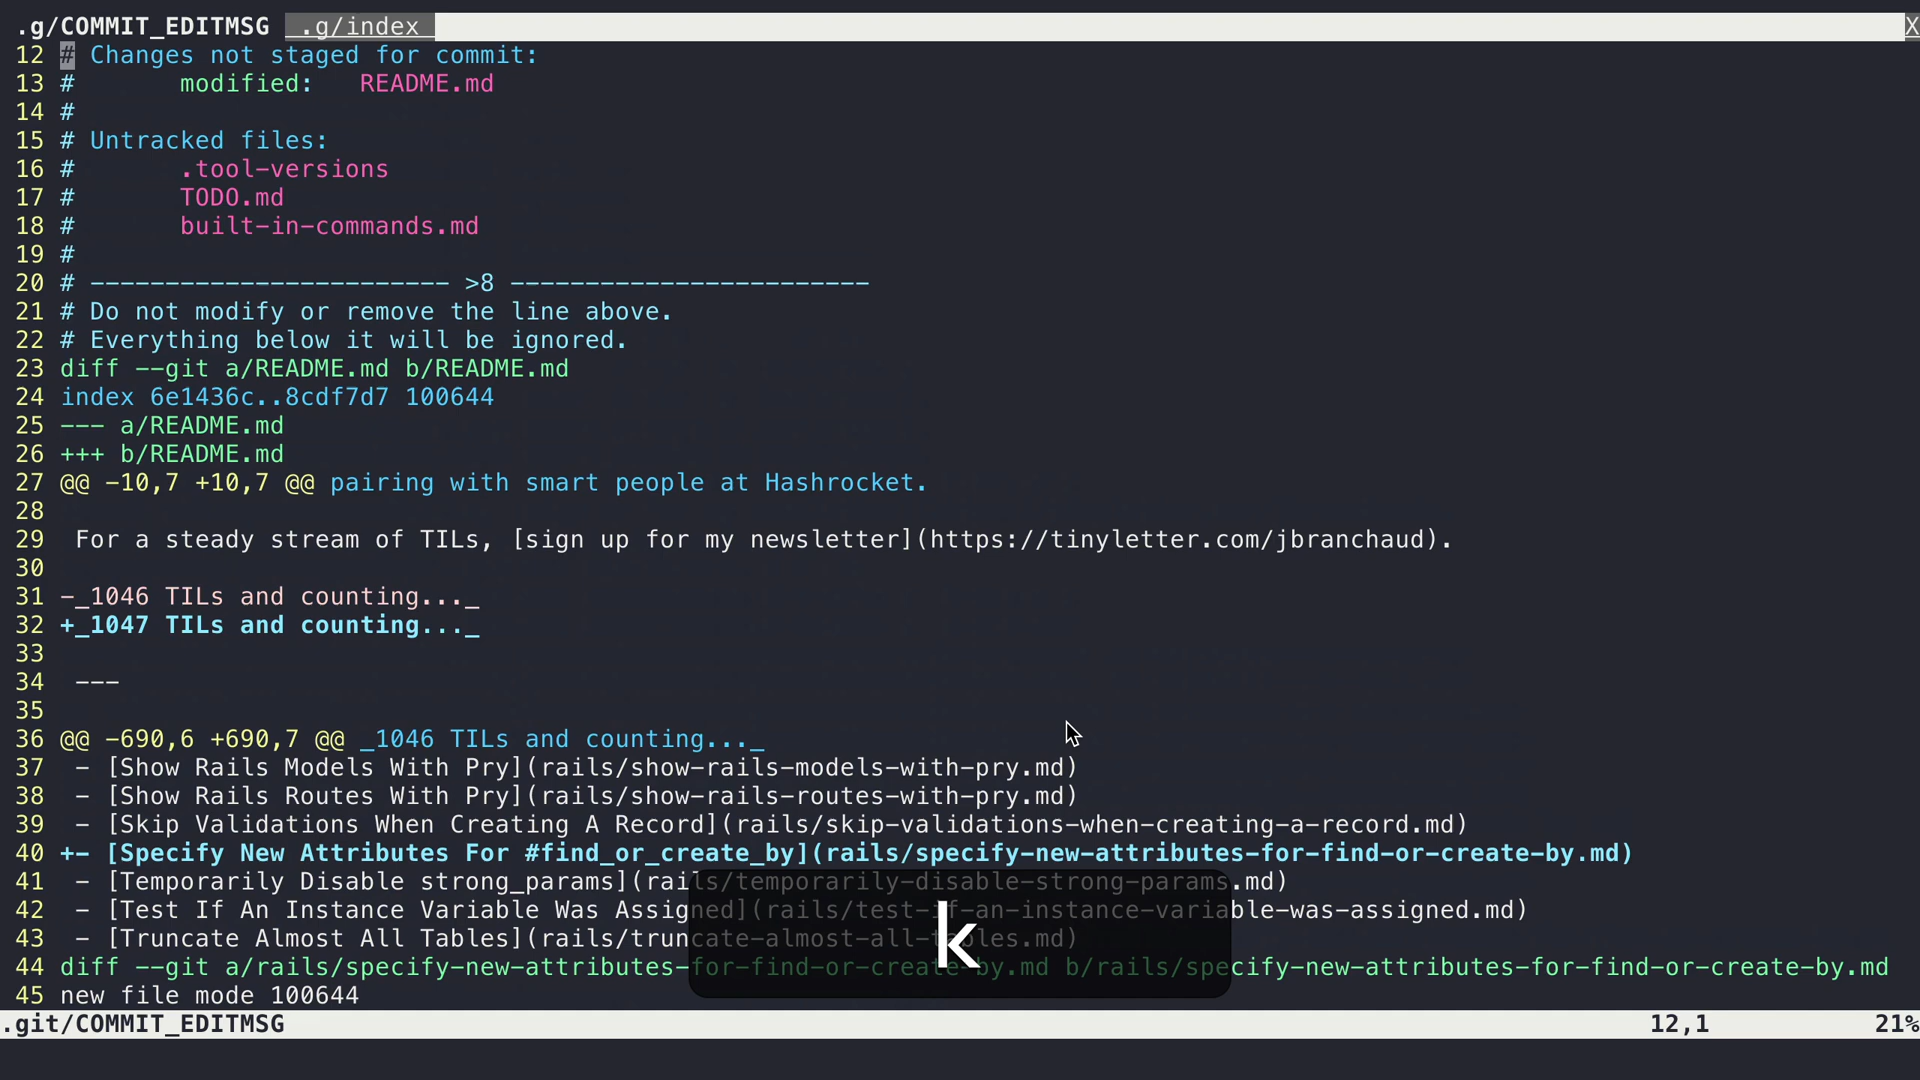 .g/COMMIT_EDITMSG .g/index X
12 # Changes not staged for commit:
13 #       modified:   README.md
14 #
15 # Untracked files:
16 #       .tool-versions
17 #       TODO.md
18 #       built-in-commands.md
19 #
20 # ------------------------ >8 ------------------------
21 # Do not modify or remove the line above.
22 # Everything below it will be ignored.
23 diff --git a/README.md b/README.md
24 index 6e1436c..8cdf7d7 100644
25 --- a/README.md
26 +++ b/README.md
27 @@ -10,7 +10,7 @@ pairing with smart people at Hashrocket.
28
29  For a steady stream of TILs, [sign up for my newsletter](https://tinyletter.com/jbranchaud).
30
31 -_1046 TILs and counting..._
32 +_1047 TILs and counting..._
33
34  ---
35
36 @@ -690,6 +690,7 @@ _1046 TILs and counting..._
37  - [Show Rails Models With Pry](rails/show-rails-models-with-pry.md)
38  - [Show Rails Routes With Pry](rails/show-rails-routes-with-pry.md)
39  - [Skip Validations When Creating A Record](rails/skip-validations-when-creating-a-record.md)
40 +- [Specify New Attributes For #find_or_create_by](rails/specify-new-attributes-for-find-or-create-by.md)
41  - [Temporarily Disable strong_params](rails/temporarily-disable-strong-params.md)
42  - [Test If An Instance Variable Was Assigned](rails/test-if-an-instance-variable-was-assigned.md)
43  - [Truncate Almost All Tables](rails/truncate-almost-all-tables.md)
44 diff --git a/rails/specify-new-attributes-for-find-or-create-by.md b/rails/specify-new-attributes-for-find-or-create-by.md
45 new file mode 100644
k
.git/COMMIT_EDITMSG 12,1 21%